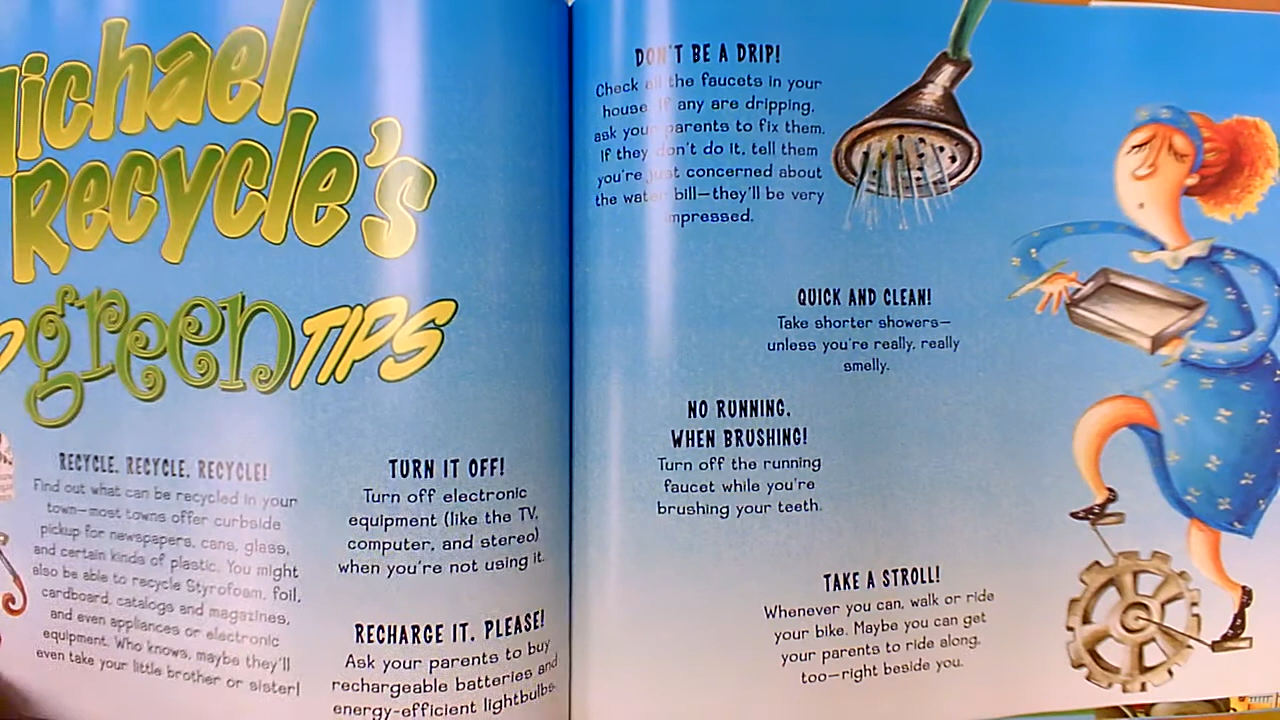 Michael
Recycle's
green TIPS
RECYCLE, RECYCLE, RECYCLE!
Find out what can be recycled in your
town—most towns offer curbside
pickup for newspapers, cans, glass,
and certain kinds of plastic. You might
also be able to recycle Styrofoam, foil,
cardboard, catalogs and magazines,
and even appliances or electronic
equipment. Who knows, maybe they'll
even take your little brother or sister!
TURN IT OFF!
Turn off electronic
equipment (like the TV,
computer, and stereo)
when you're not using it.
RECHARGE IT, PLEASE!
Ask your parents to buy
rechargeable batteries and
energy-efficient lightbulbs.
DON'T BE A DRIP!
Check all the faucets in your
house. If any are dripping,
ask your parents to fix them.
If they don't do it, tell them
you're just concerned about
the water bill—they'll be very
impressed.
QUICK AND CLEAN!
Take shorter showers—
unless you're really, really
smelly.
NO RUNNING,
WHEN BRUSHING!
Turn off the running
faucet while you're
brushing your teeth.
TAKE A STROLL!
Whenever you can, walk or ride
your bike. Maybe you can get
your parents to ride along,
too—right beside you.